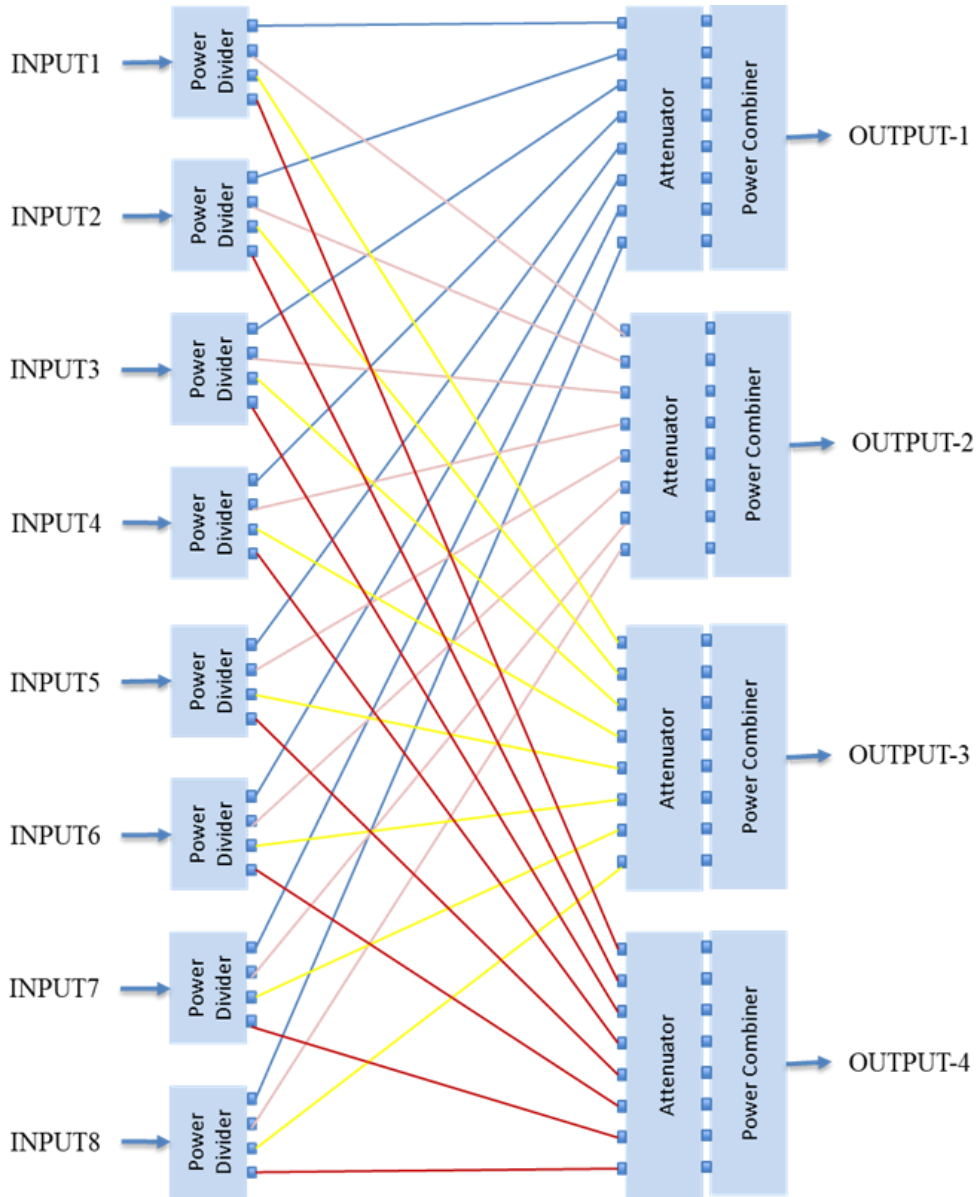 INPUT1
Power
Divider
INPUT2
Power
Divider
INPUT3
Power
Divider
INPUT4
Power
Divider
INPUT5
Power
Divider
INPUT6
Power
Divider
INPUT7
Power
Divider
INPUT8
Power
Divider
Attenuator
Power Combiner
OUTPUT-1
Attenuator
Power Combiner
OUTPUT-2
Attenuator
Power Combiner
OUTPUT-3
Attenuator
Power Combiner
OUTPUT-4